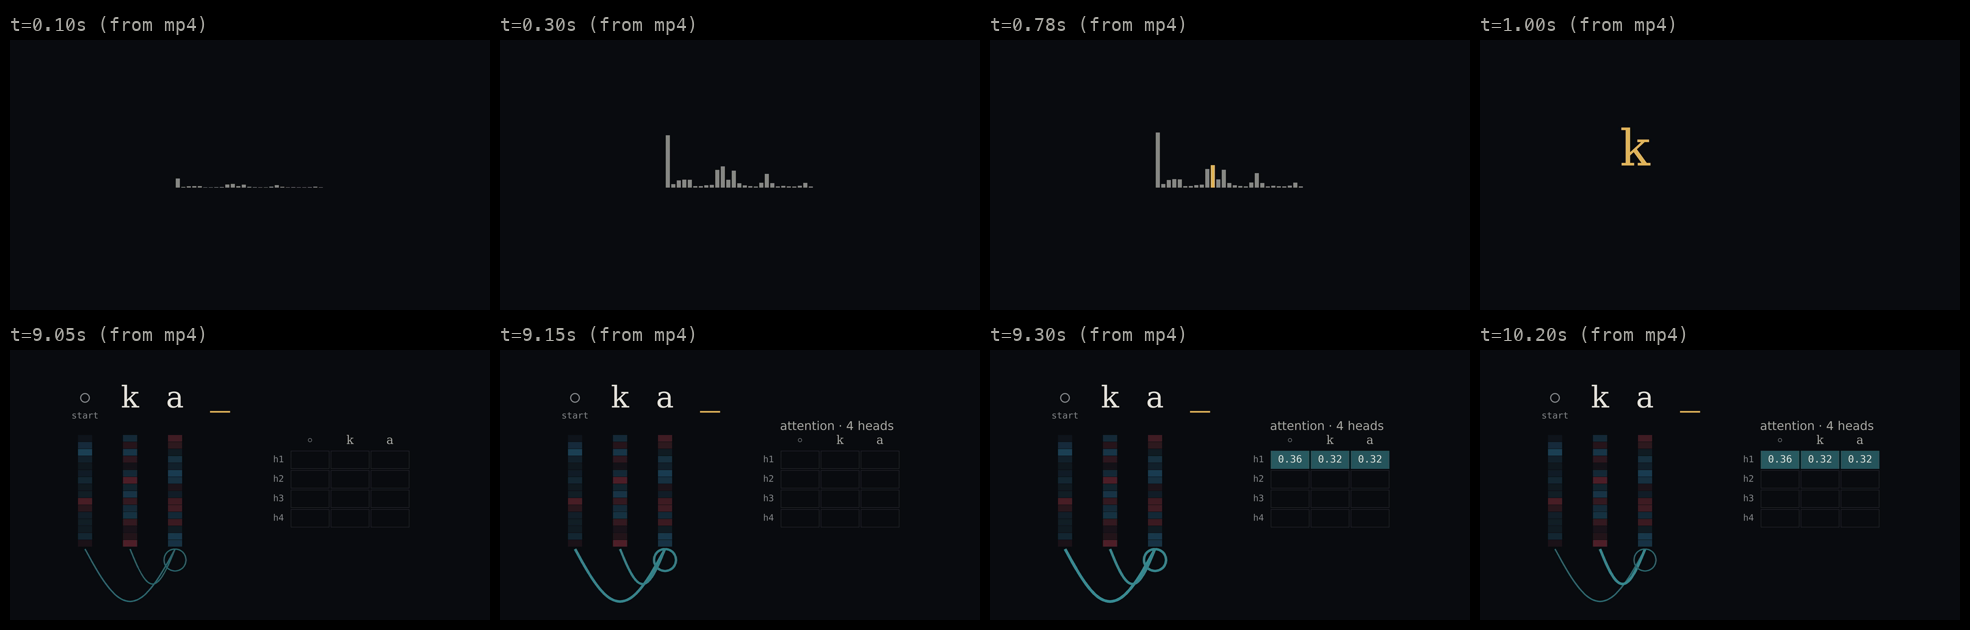 t=0.10s (from mp4)
t=0.30s (from mp4)
t=0.78s (from mp4)
t=1.00s (from mp4)
k
t=9.05s (from mp4)
k a _
start
k a
h1
h2
h3
h4
t=9.15s (from mp4)
k a _
start
attention · 4 heads
k a
h1
h2
h3
h4
t=9.30s (from mp4)
k a _
start
attention · 4 heads
k a
h1 0.36 0.32 0.32
h2
h3
h4
t=10.20s (from mp4)
k a _
start
attention · 4 heads
k a
h1 0.36 0.32 0.32
h2
h3
h4